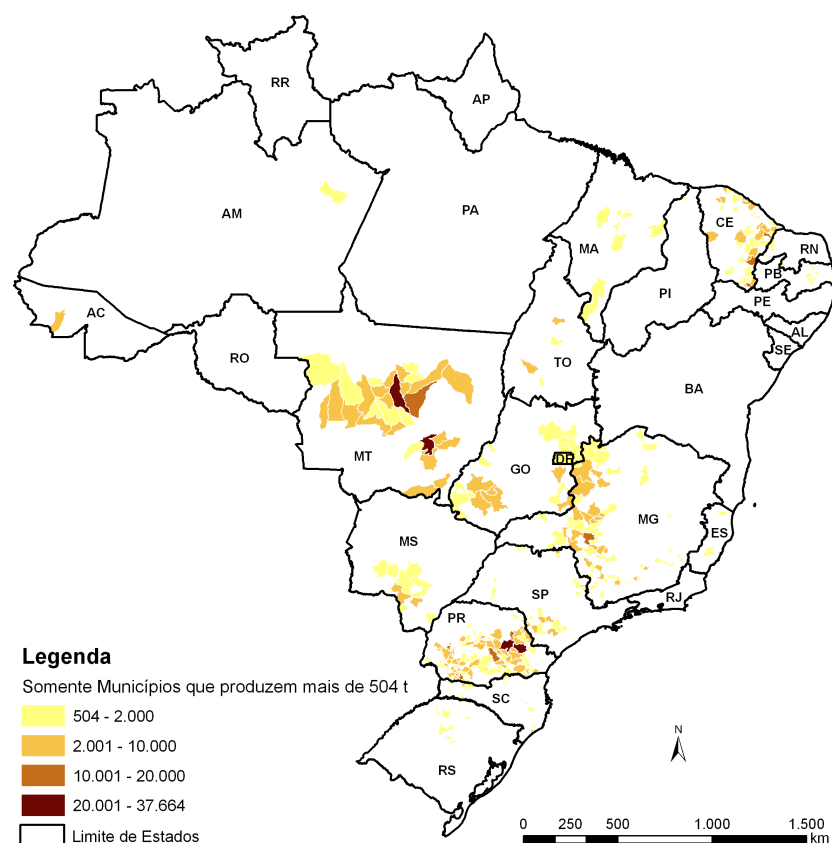 RR
AP
AM
PA
CE
RN
MA
PB
PI
PE
AC
AL
SE
RO
TO
BA
MT
GO
DF
MG
MS
ES
SP
RJ
PR
SC
RS
Legenda
Somente Municípios que produzem mais de 504 t
504 - 2.000
2.001 - 10.000
10.001 - 20.000
20.001 - 37.664
Limite de Estados
N
0 250 500 1.000 1.500
km